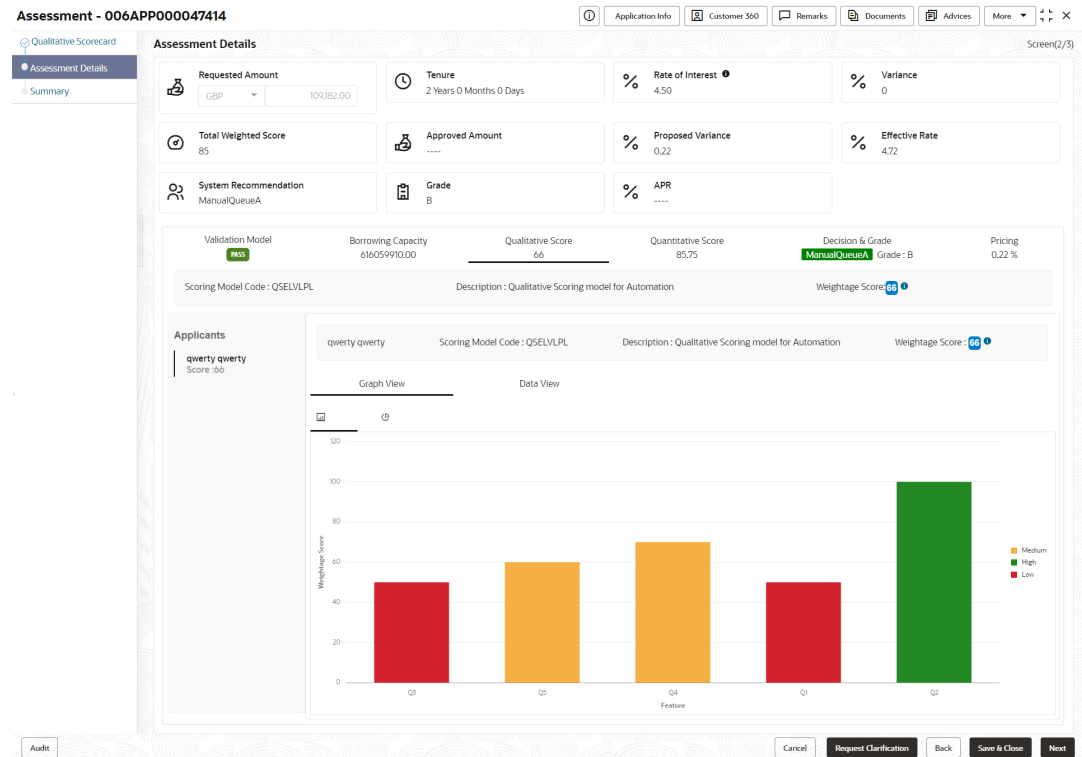 Assessment - 006APP000047414
Application Info Customer 360 Remarks Documents Advices More
Qualitative Scorecard
Assessment Details
Summary
Assessment Details Screen(2/3)
Requested Amount
GBP 109,182.00
Tenure
2 Years 0 Months 0 Days
Rate of Interest
4.50
Variance
0
Total Weighted Score
85
Approved Amount
----
Proposed Variance
0.22
Effective Rate
4.72
System Recommendation
ManualQueueA
Grade
B
APR
----
Validation Model
PASS
Borrowing Capacity
616059910.00
Qualitative Score
66
Quantitative Score
85.75
Decision & Grade
ManualQueueA Grade : B
Pricing
0.22 %
Scoring Model Code : QSELVLPL Description : Qualitative Scoring model for Automation Weightage Score: 66
Applicants
qwerty qwerty
Score :66
qwerty qwerty Scoring Model Code : QSELVLPL Description : Qualitative Scoring model for Automation Weightage Score : 66
Graph View Data View
120
100
80
60
40
20
0
Weightage Score
Q3 Q5 Q4 Q1 Q2
Feature
Medium
High
Low
Audit Cancel Request Clarification Back Save & Close Next